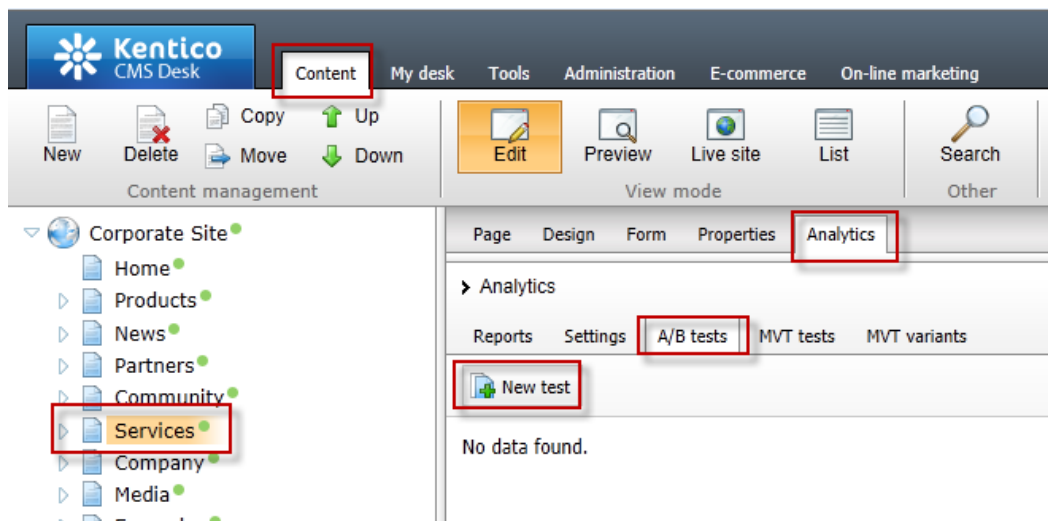 Kentico
CMS Desk
Content My desk Tools Administration E-commerce On-line marketing
New Delete Copy Move Up Down
Content management
Edit Preview Live site List
View mode
Search
Other
Corporate Site
Home
Products
News
Partners
Community
Services
Company
Media
Page Design Form Properties Analytics
Analytics
Reports Settings A/B tests MVT tests MVT variants
New test
No data found.